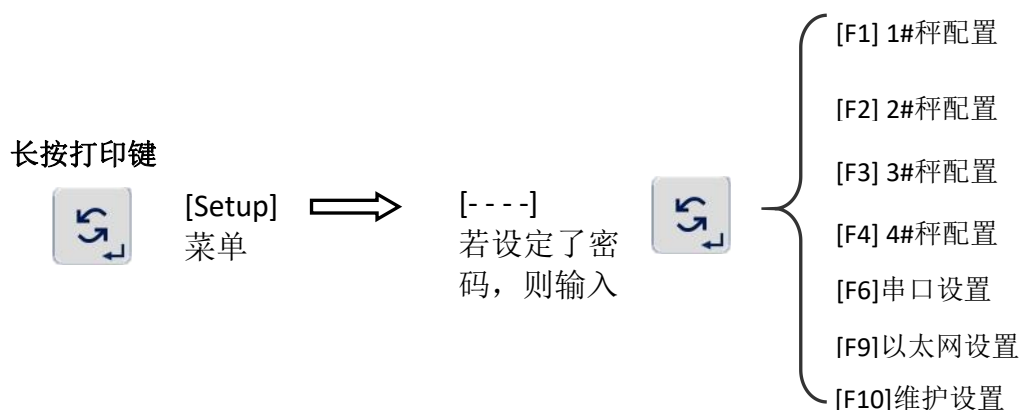 长按打印键
[Setup]
菜单
[- - - -]
若设定了密
码，则输入
[F1] 1#秤配置
[F2] 2#秤配置
[F3] 3#秤配置
[F4] 4#秤配置
[F6]串口设置
[F9]以太网设置
[F10]维护设置